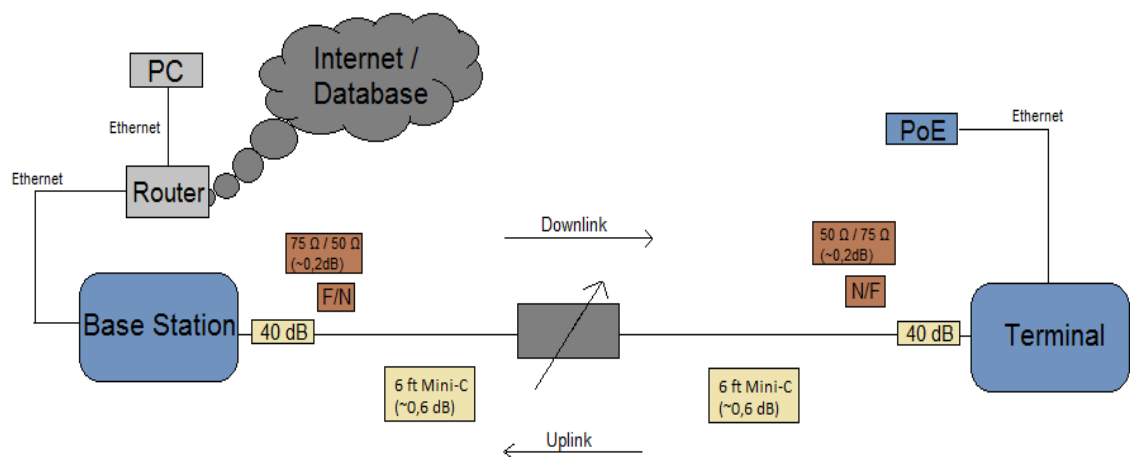 PC
Internet /
Database
Ethernet
PoE
Ethernet
Ethernet
Router
Downlink
75 Ω / 50 Ω
(~0,2dB)
50 Ω / 75 Ω
(~0,2dB)
F/N
N/F
Base Station
40 dB
40 dB
Terminal
6 ft Mini-C
(~0,6 dB)
6 ft Mini-C
(~0,6 dB)
Uplink